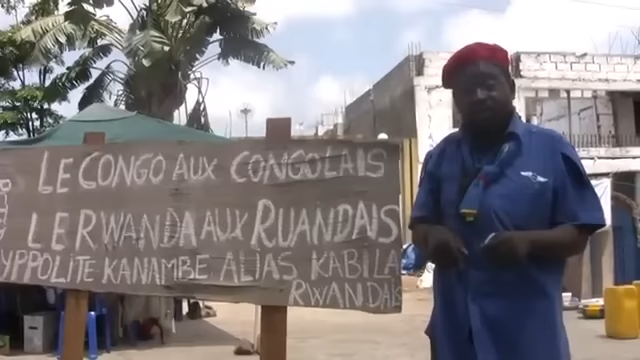 LE CONGO AUX CONGOLAIS
LE RWANDA AUX RUANDAIS
YPPOLITE KANAMBE ALIAS KABILA
RWANDAIS